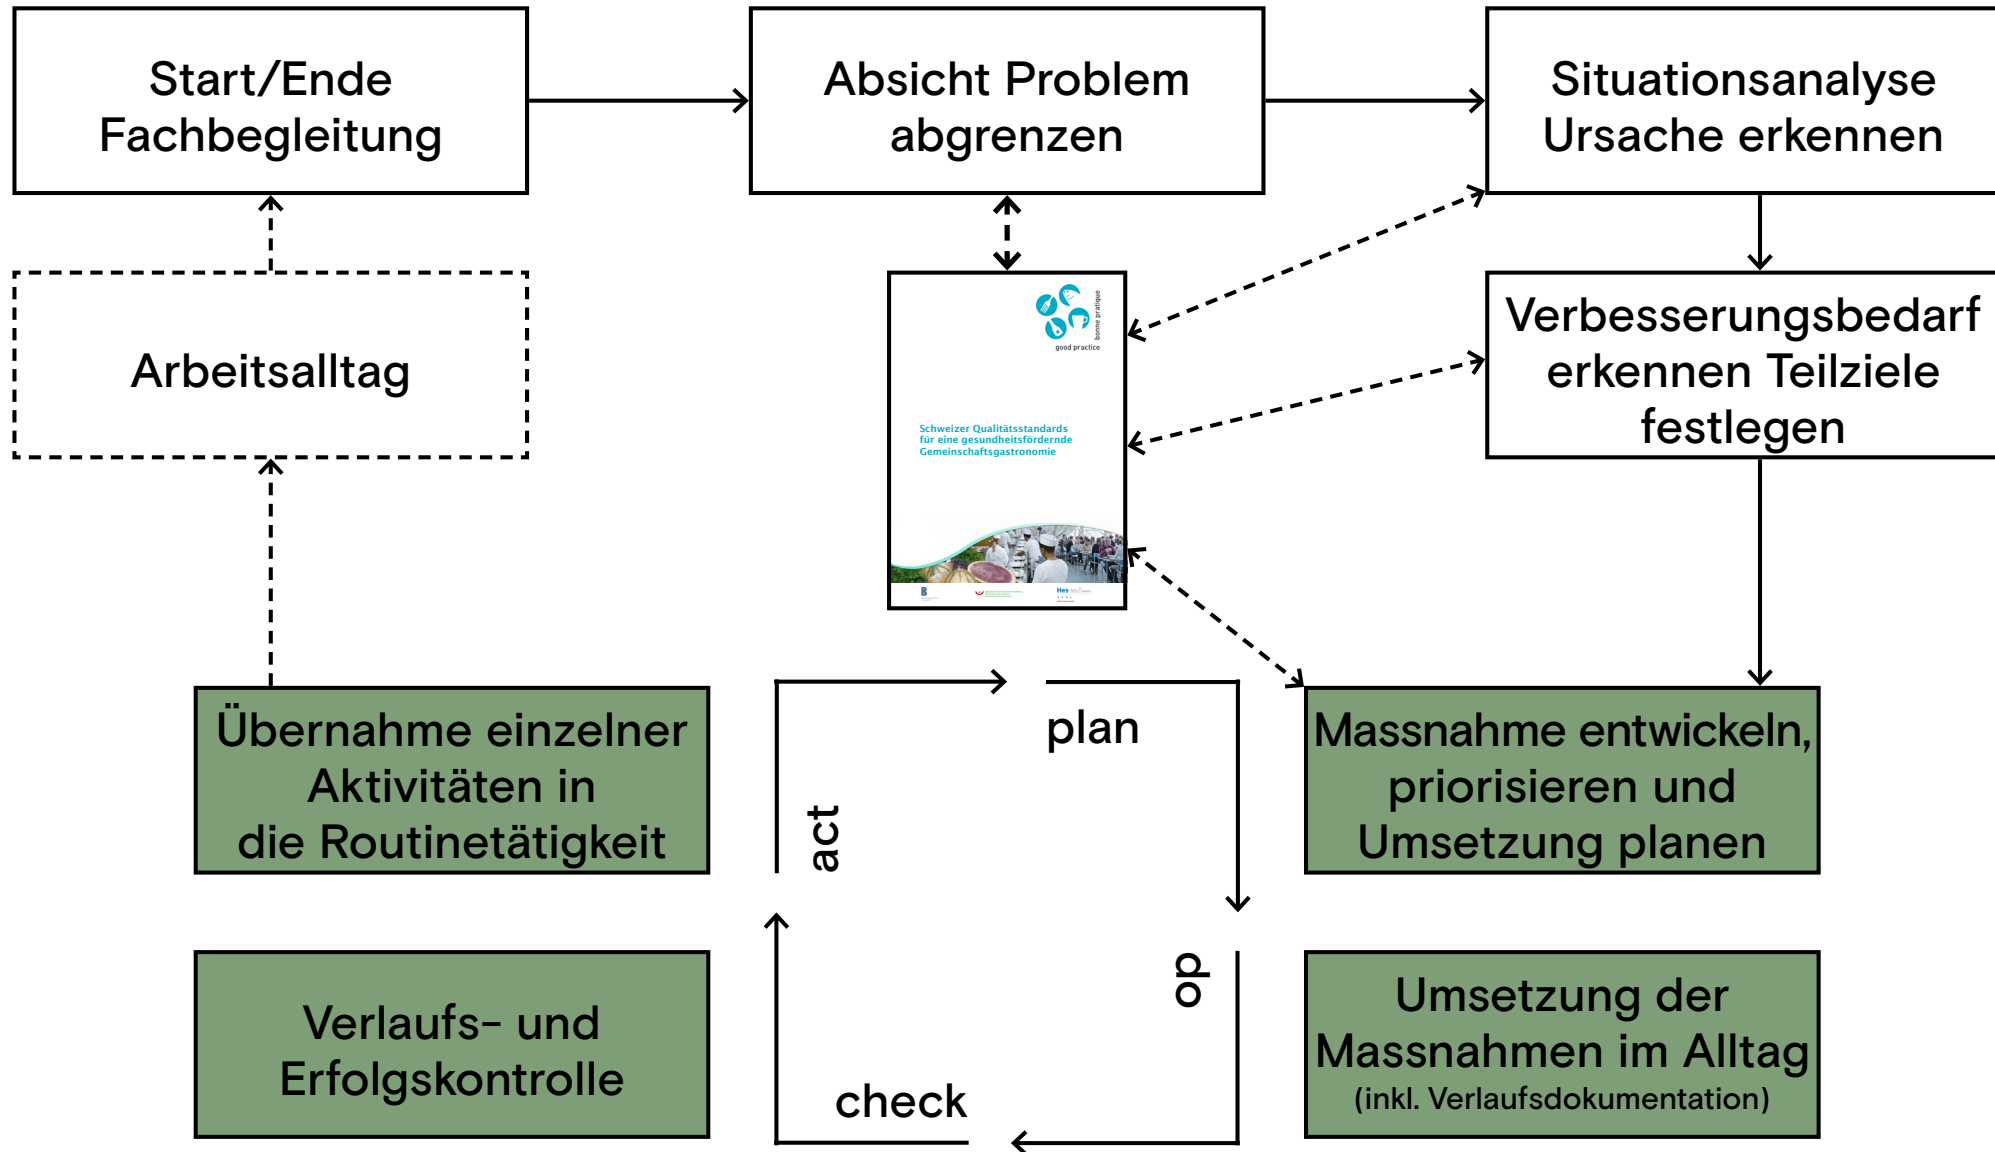 Start/Ende
Fachbegleitung
Absicht Problem
abgrenzen
Situationsanalyse
Ursache erkennen
Arbeitsalltag
good practice
bonne pratique
Schweizer Qualitätsstandards
für eine gesundheitsfördernde
Gemeinschaftsgastronomie
Hes
Verbesserungsbedarf
erkennen Teilziele
festlegen
Übernahme einzelner
Aktivitäten in
die Routinetätigkeit
act
plan
Massnahme entwickeln,
priorisieren und
Umsetzung planen
Verlaufs- und
Erfolgskontrolle
check
do
Umsetzung der
Massnahmen im Alltag
(inkl. Verlaufsdokumentation)